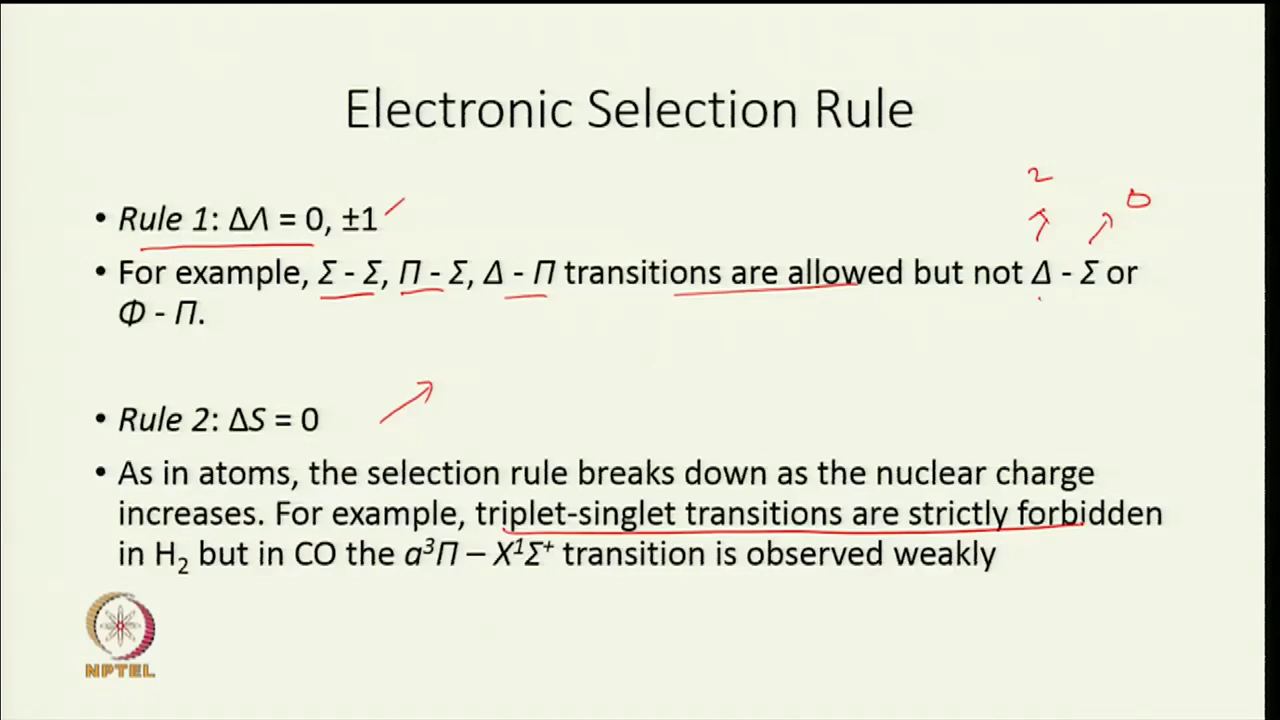 Electronic Selection Rule
2
0
• Rule 1: ΔΛ = 0, ±1
• For example, Σ - Σ, Π - Σ, Δ - Π transitions are allowed but not Δ - Σ or
Φ - Π.
• Rule 2: ΔS = 0
• As in atoms, the selection rule breaks down as the nuclear charge
increases. For example, triplet-singlet transitions are strictly forbidden
in H₂ but in CO the a³Π – X¹Σ⁺ transition is observed weakly
NPTEL